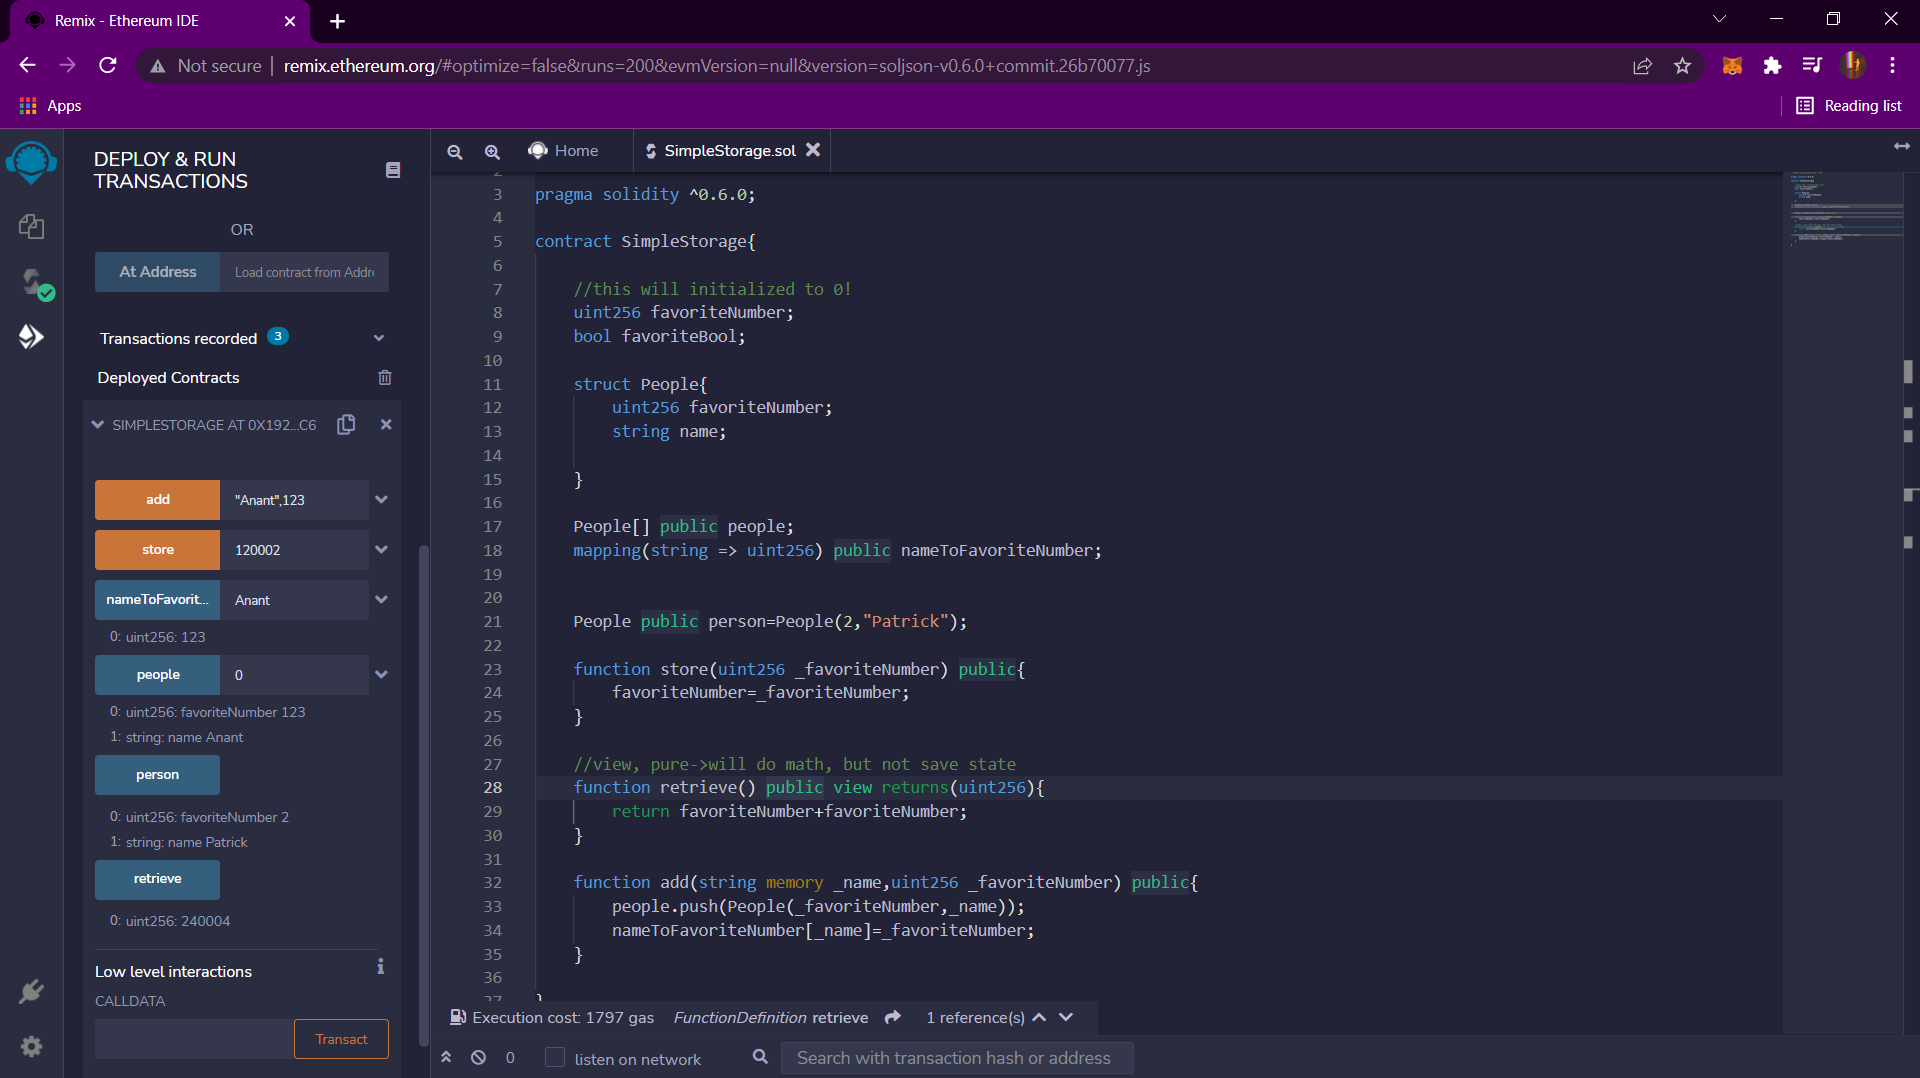 Remix - Ethereum IDE
Not secure remix.ethereum.org/#optimize=false&runs=200&evmVersion=null&version=soljson-v0.6.0+commit.26b70077.js
Apps
Reading list
DEPLOY & RUN
TRANSACTIONS
OR
At Address Load contract from Addre
Transactions recorded 3
Deployed Contracts
SIMPLESTORAGE AT 0X192...C6
add "Anant",123
store 120002
nameToFavorit... Anant
0: uint256: 123
people 0
0: uint256: favoriteNumber 123
1: string: name Anant
person
0: uint256: favoriteNumber 2
1: string: name Patrick
retrieve
0: uint256: 240004
Low level interactions
CALLDATA
Transact
Home SimpleStorage.sol
2
3 pragma solidity ^0.6.0;
4
5 contract SimpleStorage{
6
7 //this will initialized to 0!
8 uint256 favoriteNumber;
9 bool favoriteBool;
10
11 struct People{
12 uint256 favoriteNumber;
13 string name;
14
15 }
16
17 People[] public people;
18 mapping(string => uint256) public nameToFavoriteNumber;
19
20
21 People public person=People(2,"Patrick");
22
23 function store(uint256 _favoriteNumber) public{
24 favoriteNumber=_favoriteNumber;
25 }
26
27 //view, pure->will do math, but not save state
28 function retrieve() public view returns(uint256){
29 return favoriteNumber+favoriteNumber;
30 }
31
32 function add(string memory _name,uint256 _favoriteNumber) public{
33 people.push(People(_favoriteNumber,_name));
34 nameToFavoriteNumber[_name]=_favoriteNumber;
35 }
36
37 }
Execution cost: 1797 gas FunctionDefinition retrieve 1 reference(s)
0 listen on network Search with transaction hash or address